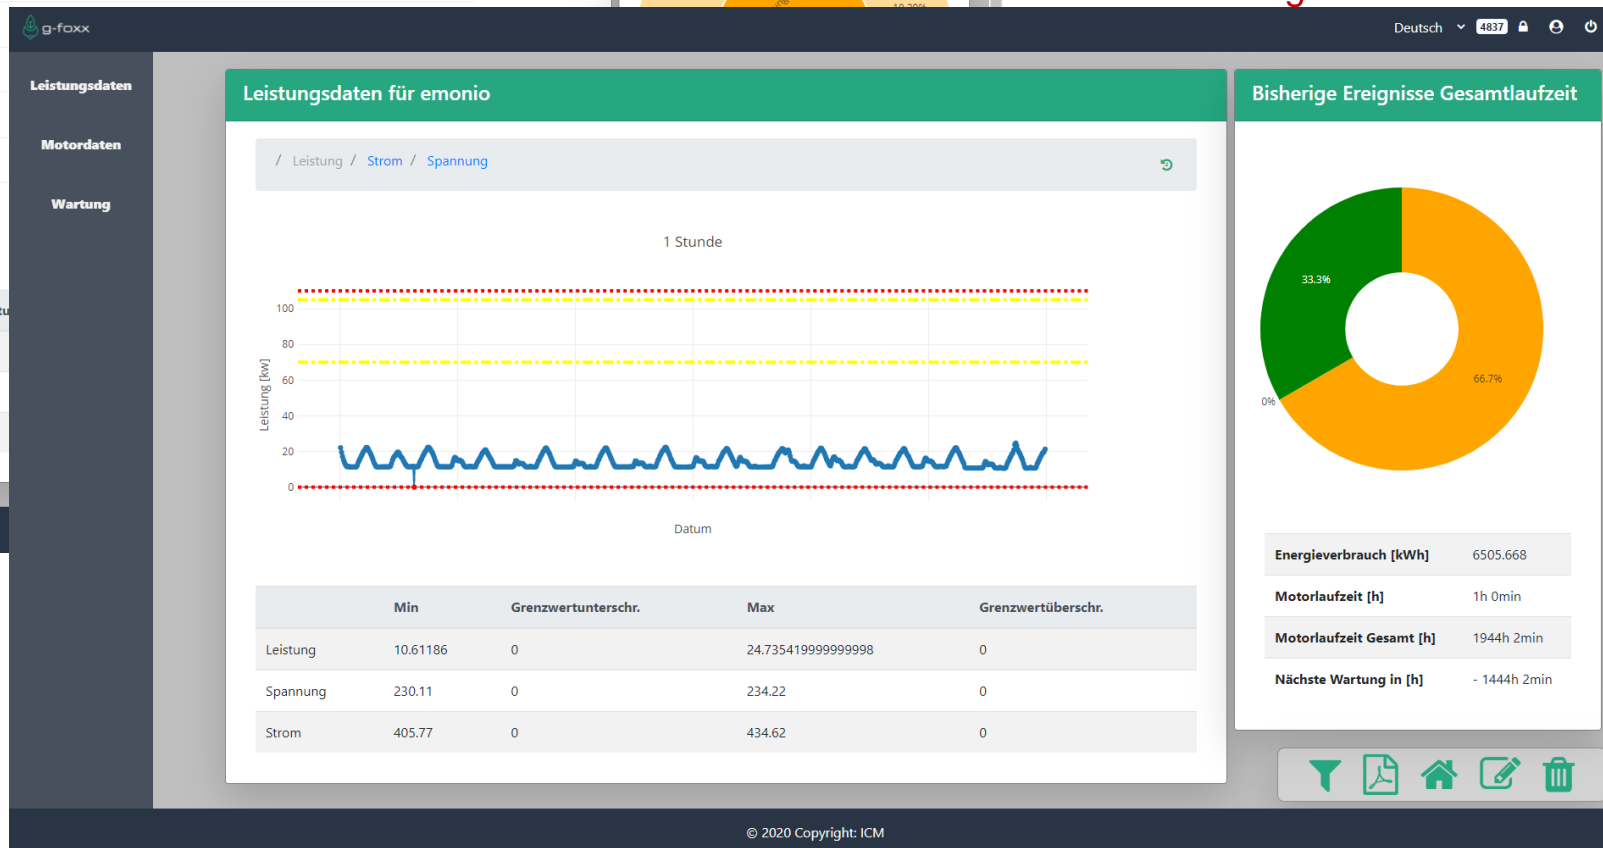 10.20%
g
g-foxx
Deutsch 4837
Leistungsdaten
Motordaten
Wartung
Leistungsdaten für emonio
/ Leistung / Strom / Spannung
1 Stunde
100
80
60
40
20
0
Leistung [kw]
Datum
Min Grenzwertunterschr. Max Grenzwertüberschr.
Leistung 10.61186 0 24.735419999999998 0
Spannung 230.11 0 234.22 0
Strom 405.77 0 434.62 0
Bisherige Ereignisse Gesamtlaufzeit
33.3%
66.7%
0%
Energieverbrauch [kWh] 6505.668
Motorlaufzeit [h] 1h 0min
Motorlaufzeit Gesamt [h] 1944h 2min
Nächste Wartung in [h] - 1444h 2min
© 2020 Copyright: ICM